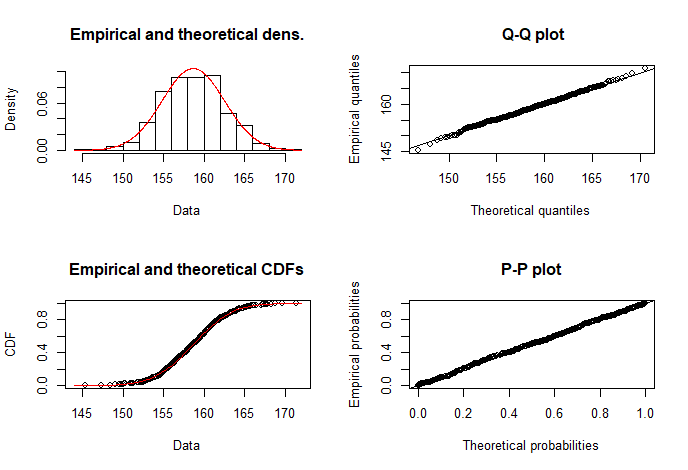 Empirical and theoretical dens.
Density
0.00 0.06
145 150 155 160 165 170
Data
Q-Q plot
Empirical quantiles
145 160
150 155 160 165 170
Theoretical quantiles
Empirical and theoretical CDFs
CDF
0.0 0.4 0.8
145 150 155 160 165 170
Data
P-P plot
Empirical probabilities
0.0 0.4 0.8
0.0 0.2 0.4 0.6 0.8 1.0
Theoretical probabilities